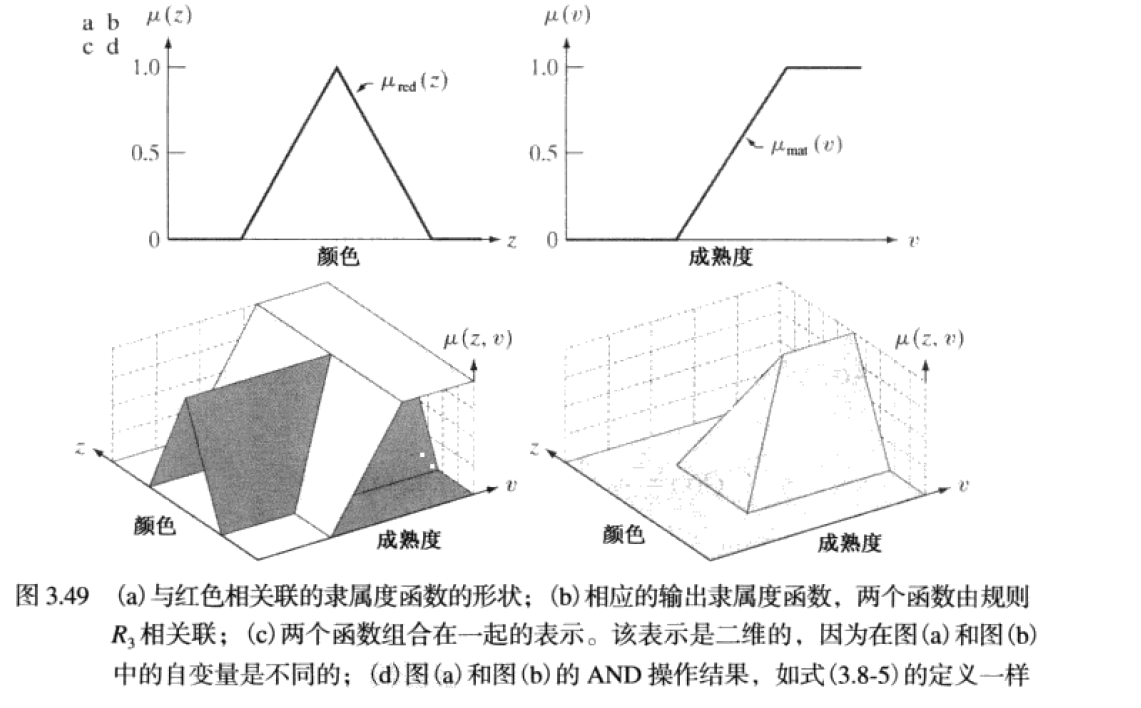 a b
c d
μ(z)
1.0
0.5
0
μred(z)
z
颜色
μ(v)
1.0
0.5
0
μmat(v)
v
成熟度
μ(z, v)
z
v
颜色
成熟度
μ(z, v)
z
v
颜色
成熟度
图 3.49 (a)与红色相关联的隶属度函数的形状；(b)相应的输出隶属度函数，两个函数由规则
R3相关联；(c)两个函数组合在一起的表示。该表示是二维的，因为在图(a)和图(b)
中的自变量是不同的；(d)图(a)和图(b)的 AND 操作结果，如式(3.8-5)的定义一样